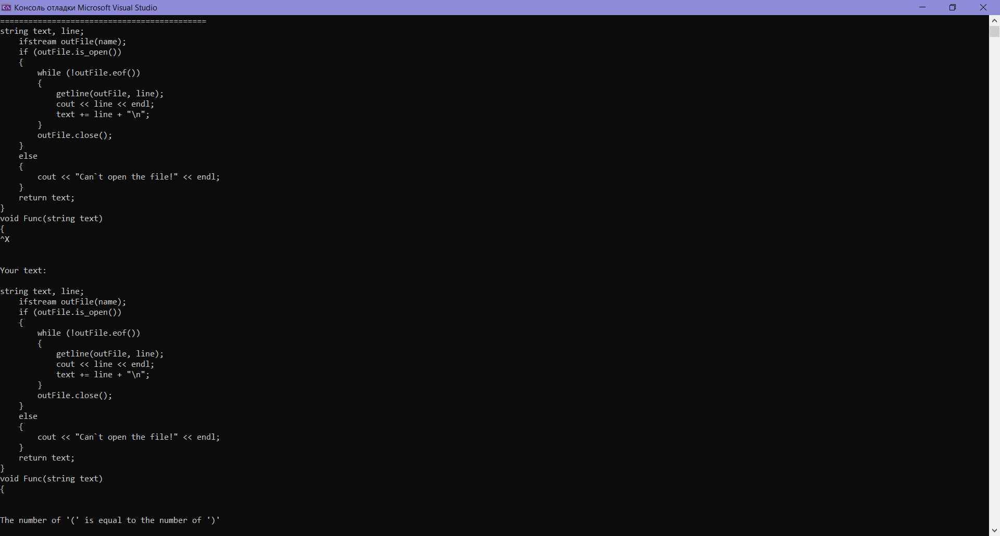 Консоль отладки Microsoft Visual Studio
============================================
string text, line;
    ifstream outFile(name);
    if (outFile.is_open())
    {
        while (!outFile.eof())
        {
            getline(outFile, line);
            cout << line << endl;
            text += line + "\n";
        }
        outFile.close();
    }
    else
    {
        cout << "Can`t open the file!" << endl;
    }
    return text;
}
void Func(string text)
{
^X
Your text:
string text, line;
    ifstream outFile(name);
    if (outFile.is_open())
    {
        while (!outFile.eof())
        {
            getline(outFile, line);
            cout << line << endl;
            text += line + "\n";
        }
        outFile.close();
    }
    else
    {
        cout << "Can`t open the file!" << endl;
    }
    return text;
}
void Func(string text)
{
The number of '(' is equal to the number of ')'